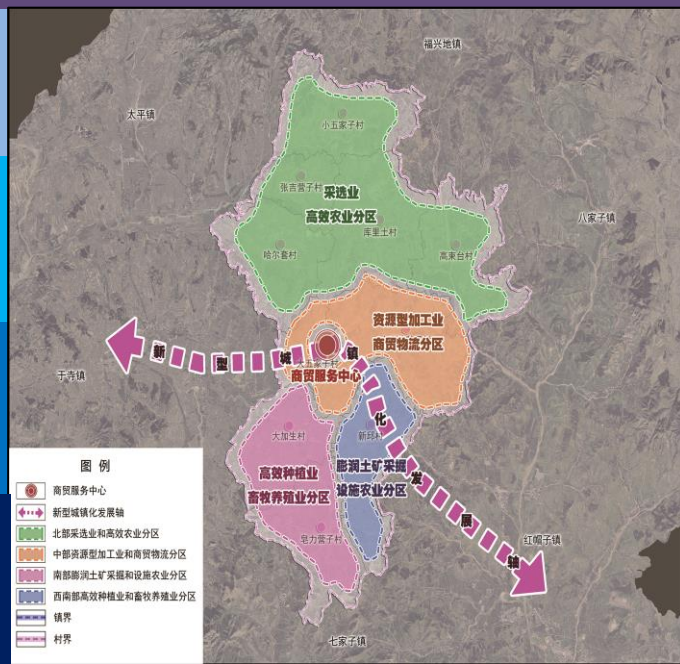 福兴地镇
太平镇
小五家子村
张吉营子村
采选业
高效农业分区
库里土村
八家子镇
哈尔套村
高束台村
资源型加工业
商贸物流分区
新型城镇化发展轴
大五家子村
商贸服务中心
于寺镇
大加生村
新邱村
高效种植业
畜牧养殖业分区
膨润土矿采掘
设施农业分区
皂力营子村
红帽子镇
七家子镇
图例
商贸服务中心
新型城镇化发展轴
北部采选业和高效农业分区
中部资源型加工业和商贸物流分区
南部膨润土矿采掘和设施农业分区
西南部高效种植业和畜牧养殖业分区
镇界
村界